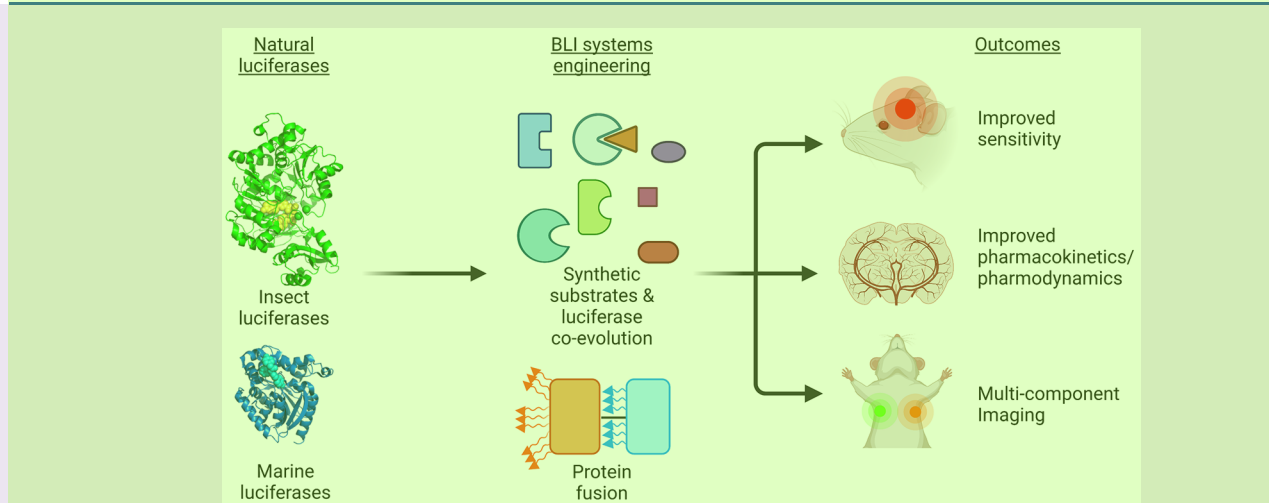 Natural
luciferases
Insect
luciferases
Marine
luciferases
BLI systems
engineering
Synthetic
substrates &
luciferase
co-evolution
Protein
fusion
Outcomes
Improved
sensitivity
Improved
pharmacokinetics/
pharmodynamics
Multi-component
Imaging